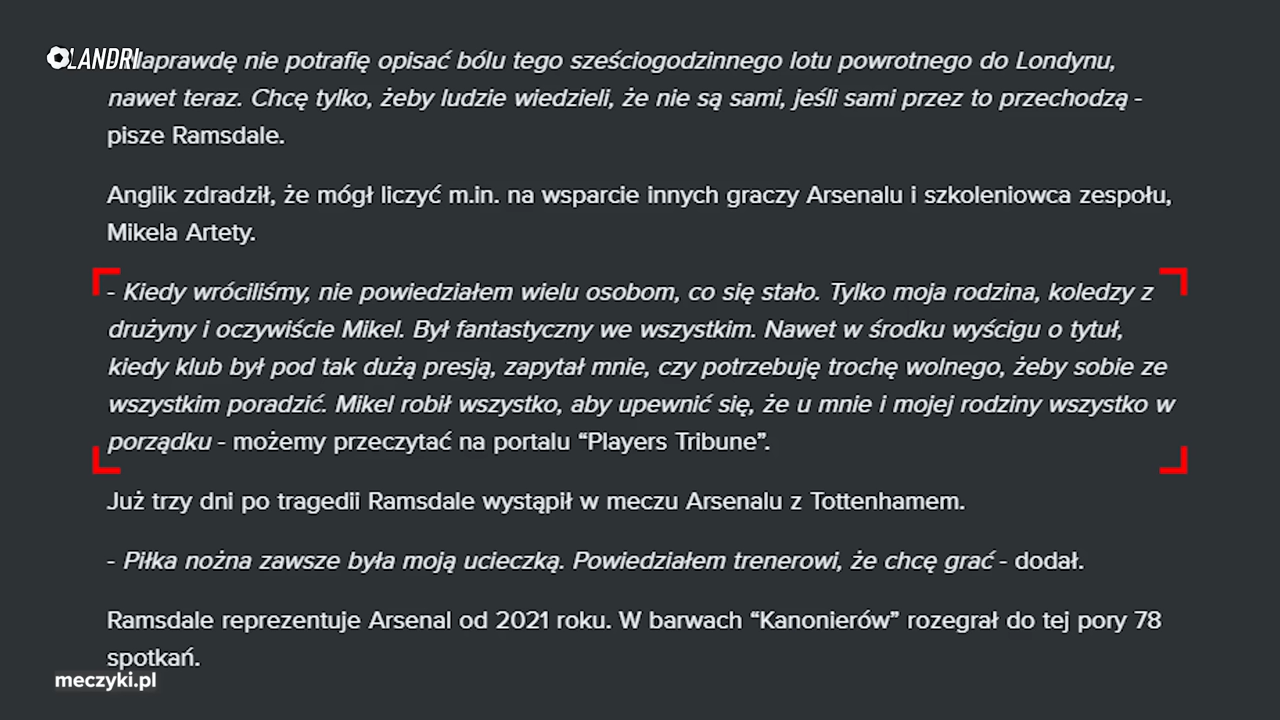 LANDRI
Naprawdę nie potrafię opisać bólu tego sześciogodzinnego lotu powrotnego do Londynu,
nawet teraz. Chcę tylko, żeby ludzie wiedzieli, że nie są sami, jeśli sami przez to przechodzą -
pisze Ramsdale.
Anglik zdradził, że mógł liczyć m.in. na wsparcie innych graczy Arsenalu i szkoleniowca zespołu,
Mikela Artety.
- Kiedy wróciliśmy, nie powiedziałem wielu osobom, co się stało. Tylko moja rodzina, koledzy z
drużyny i oczywiście Mikel. Był fantastyczny we wszystkim. Nawet w środku wyścigu o tytuł,
kiedy klub był pod tak dużą presją, zapytał mnie, czy potrzebuję trochę wolnego, żeby sobie ze
wszystkim poradzić. Mikel robił wszystko, aby upewnić się, że u mnie i mojej rodziny wszystko w
porządku - możemy przeczytać na portalu “Players Tribune”.
Już trzy dni po tragedii Ramsdale wystąpił w meczu Arsenalu z Tottenhamem.
- Piłka nożna zawsze była moją ucieczką. Powiedziałem trenerowi, że chcę grać - dodał.
Ramsdale reprezentuje Arsenal od 2021 roku. W barwach “Kanonierów” rozegrał do tej pory 78
spotkań.
meczyki.pl